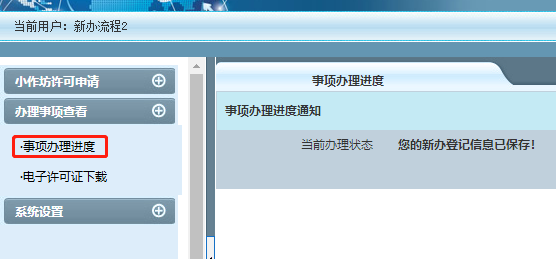 当前用户：新办流程2
小作坊许可申请
办理事项查看
·事项办理进度
·电子许可证下载
系统设置
事项办理进度
事项办理进度通知
当前办理状态 您的新办登记信息已保存!